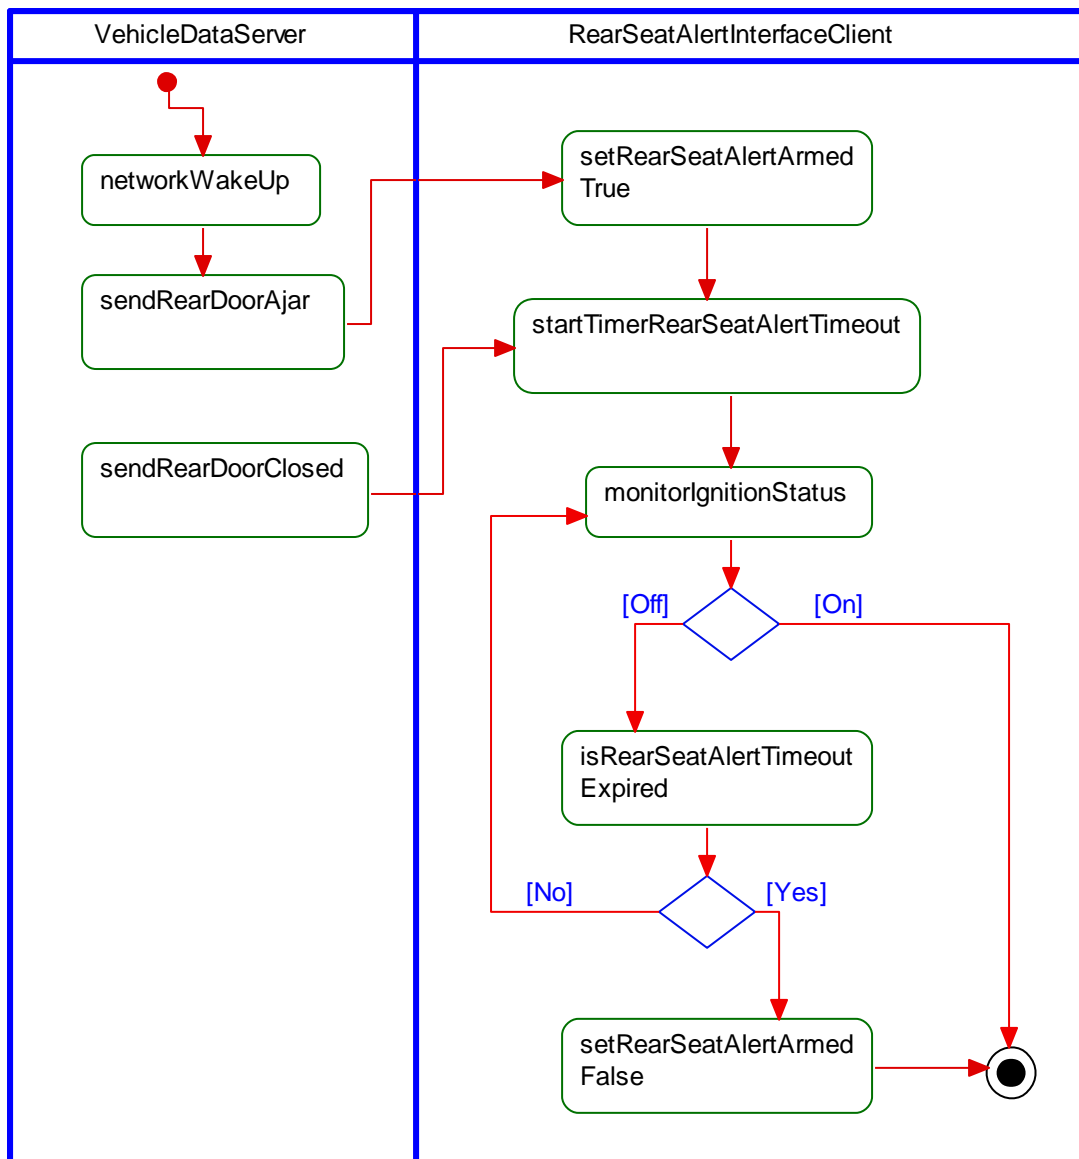 VehicleDataServer
RearSeatAlertInterfaceClient
networkWakeUp
setRearSeatAlertArmed
True
sendRearDoorAjar
startTimerRearSeatAlertTimeout
sendRearDoorClosed
monitorIgnitionStatus
[Off]
[On]
isRearSeatAlertTimeout
Expired
[No]
[Yes]
setRearSeatAlertArmed
False